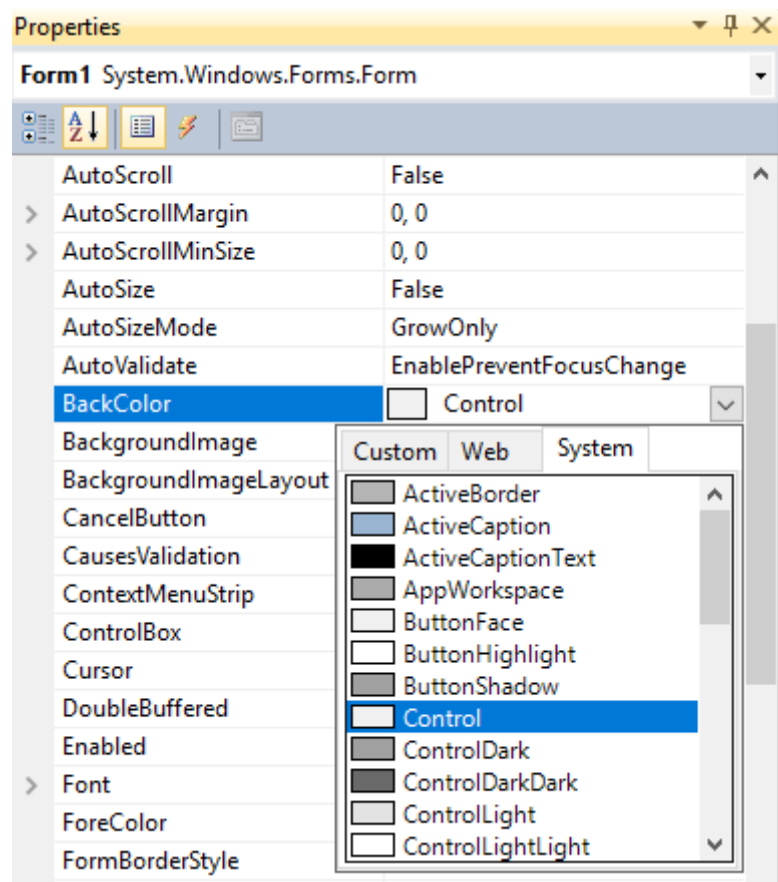 Properties
Form1 System.Windows.Forms.Form
A
Z
AutoScroll False
AutoScrollMargin 0, 0
AutoScrollMinSize 0, 0
AutoSize False
AutoSizeMode GrowOnly
AutoValidate EnablePreventFocusChange
BackColor Control
BackgroundImage
BackgroundImageLayout
CancelButton
CausesValidation
ContextMenuStrip
ControlBox
Cursor
DoubleBuffered
Enabled
Font
ForeColor
FormBorderStyle
Custom Web System
ActiveBorder
ActiveCaption
ActiveCaptionText
AppWorkspace
ButtonFace
ButtonHighlight
ButtonShadow
Control
ControlDark
ControlDarkDark
ControlLight
ControlLightLight